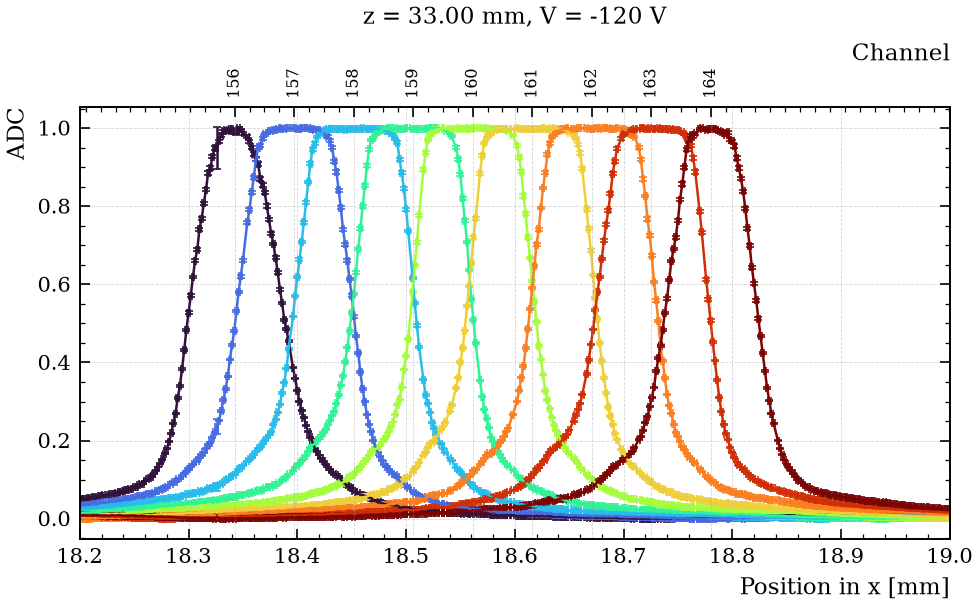 z = 33.00 mm, V = -120 V
Channel
156 157 158 159 160 161 162 163 164
ADC
1.0
0.8
0.6
0.4
0.2
0.0
18.2 18.3 18.4 18.5 18.6 18.7 18.8 18.9 19.0
Position in x [mm]